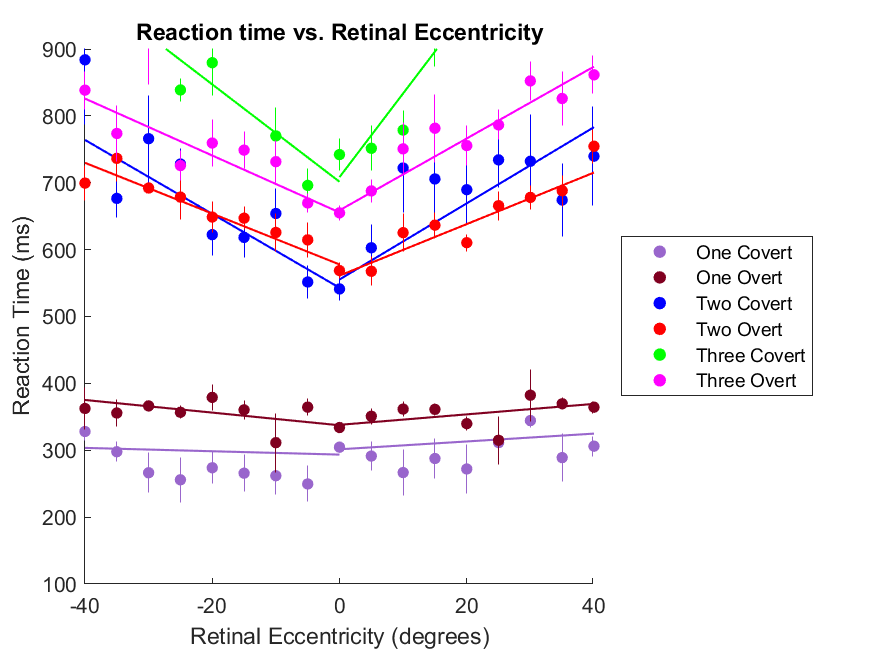 Reaction time vs. Retinal Eccentricity
900
800
700
600
500
400
300
200
100
Reaction Time (ms)
-40
-20
0
20
40
Retinal Eccentricity (degrees)
One Covert
One Overt
Two Covert
Two Overt
Three Covert
Three Overt